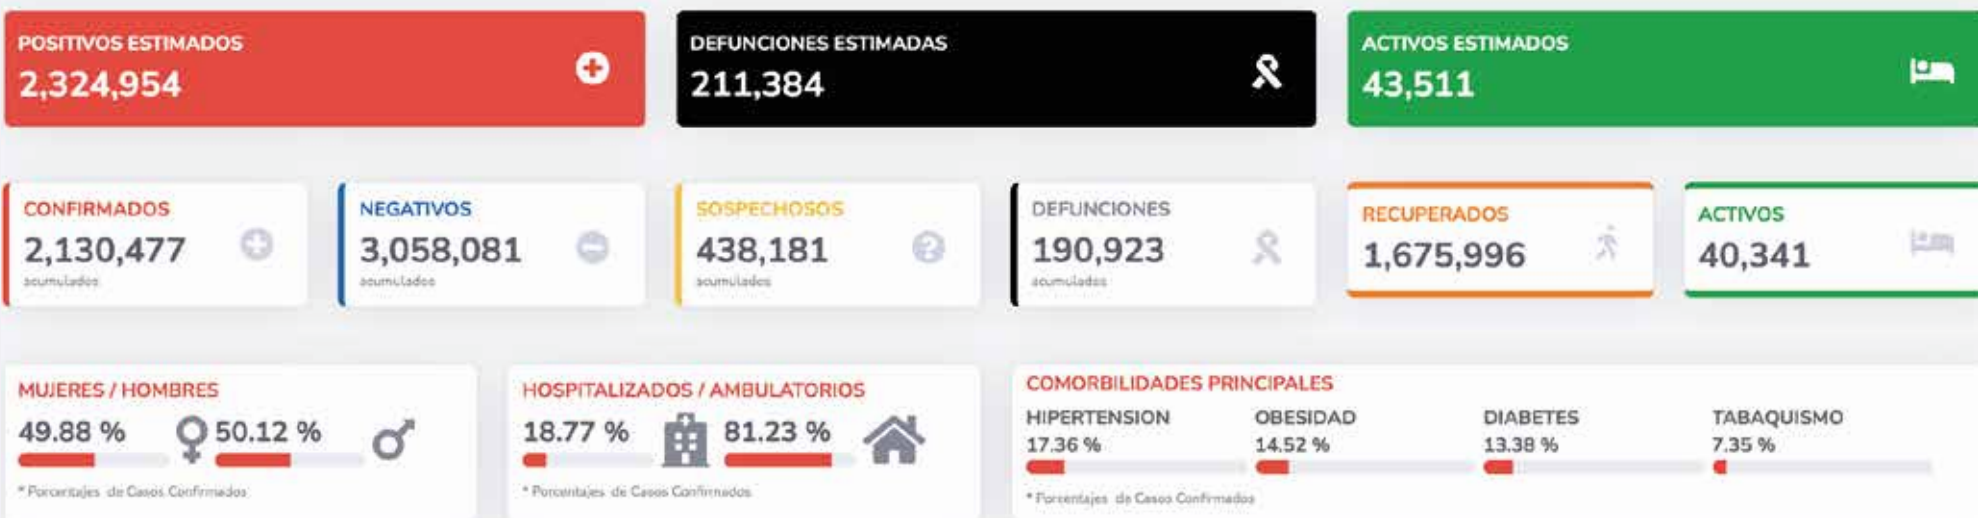 POSITIVOS ESTIMADOS
2,324,954
DEFUNCIONES ESTIMADAS
211,384
ACTIVOS ESTIMADOS
43,511
CONFIRMADOS
2,130,477
acumulados
NEGATIVOS
3,058,081
acumulados
SOSPECHOSOS
438,181
acumulados
DEFUNCIONES
190,923
acumulados
RECUPERADOS
1,675,996
ACTIVOS
40,341
MUJERES / HOMBRES
49.88 % 50.12 %
* Porcentajes de Casos Confirmados
HOSPITALIZADOS / AMBULATORIOS
18.77 % 81.23 %
* Porcentajes de Casos Confirmados
COMORBILIDADES PRINCIPALES
HIPERTENSION OBESIDAD DIABETES TABAQUISMO
17.36 % 14.52 % 13.38 % 7.35 %
* Porcentajes de Casos Confirmados